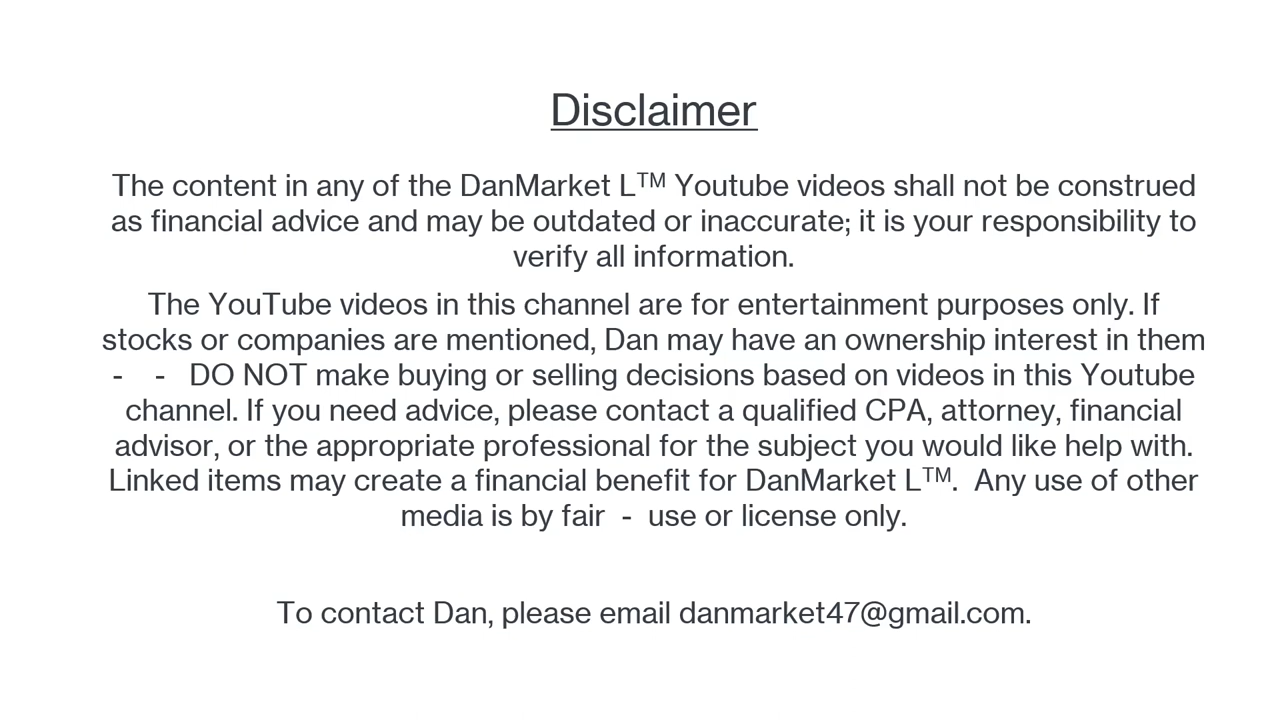 Disclaimer
The content in any of the DanMarket L™ Youtube videos shall not be construed
as financial advice and may be outdated or inaccurate; it is your responsibility to
verify all information.
The YouTube videos in this channel are for entertainment purposes only. If
stocks or companies are mentioned, Dan may have an ownership interest in them
- - DO NOT make buying or selling decisions based on videos in this Youtube
channel. If you need advice, please contact a qualified CPA, attorney, financial
advisor, or the appropriate professional for the subject you would like help with.
Linked items may create a financial benefit for DanMarket L™. Any use of other
media is by fair - use or license only.
To contact Dan, please email danmarket47@gmail.com.